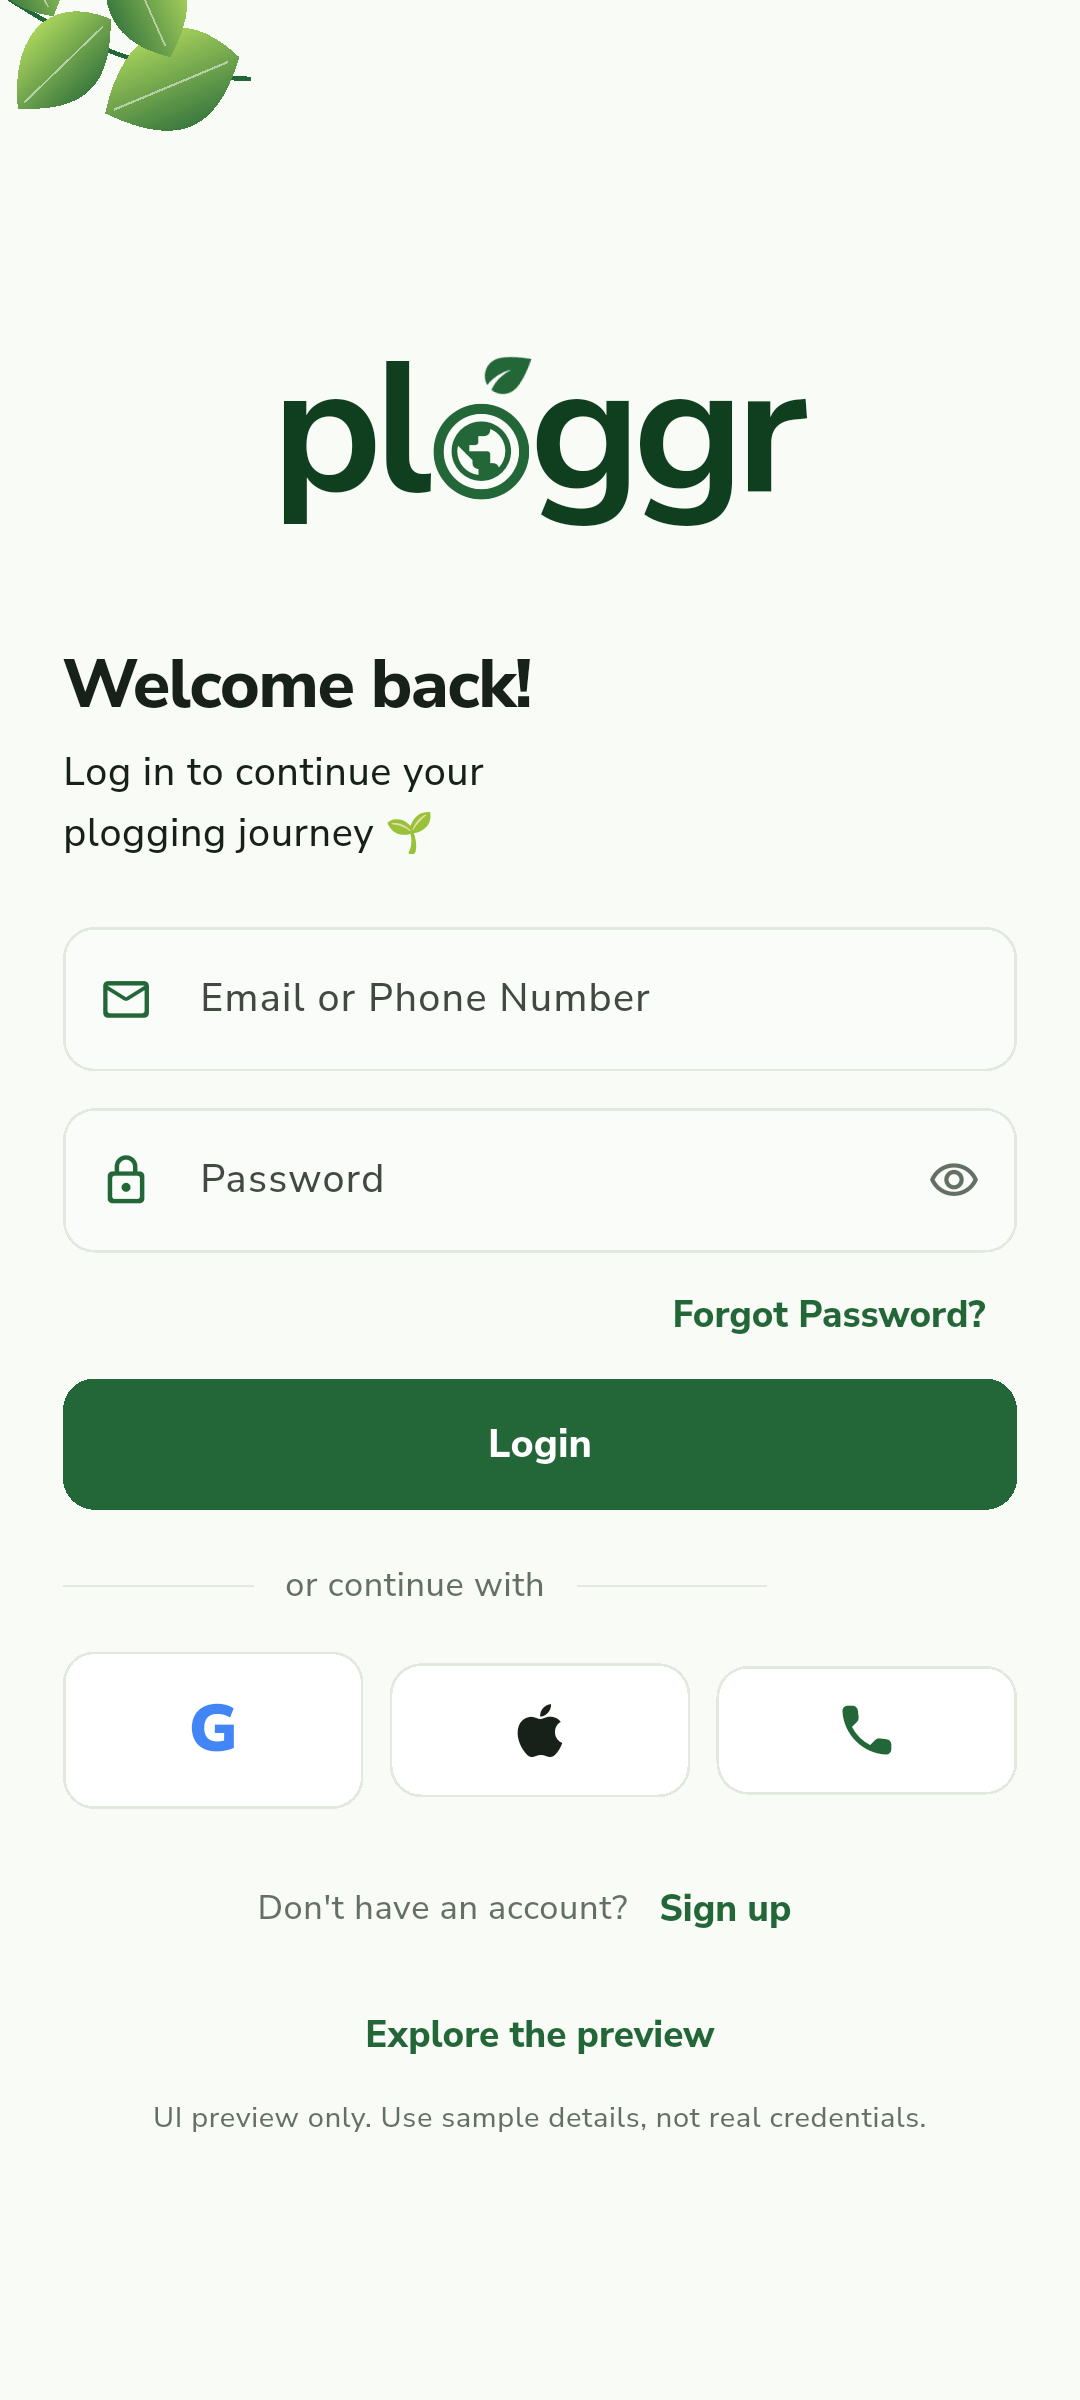 ploggr
Welcome back!
Log in to continue your
plogging journey 🌱
Email or Phone Number
Password
Forgot Password?
Login
or continue with
G
Don't have an account? Sign up
Explore the preview
UI preview only. Use sample details, not real credentials.